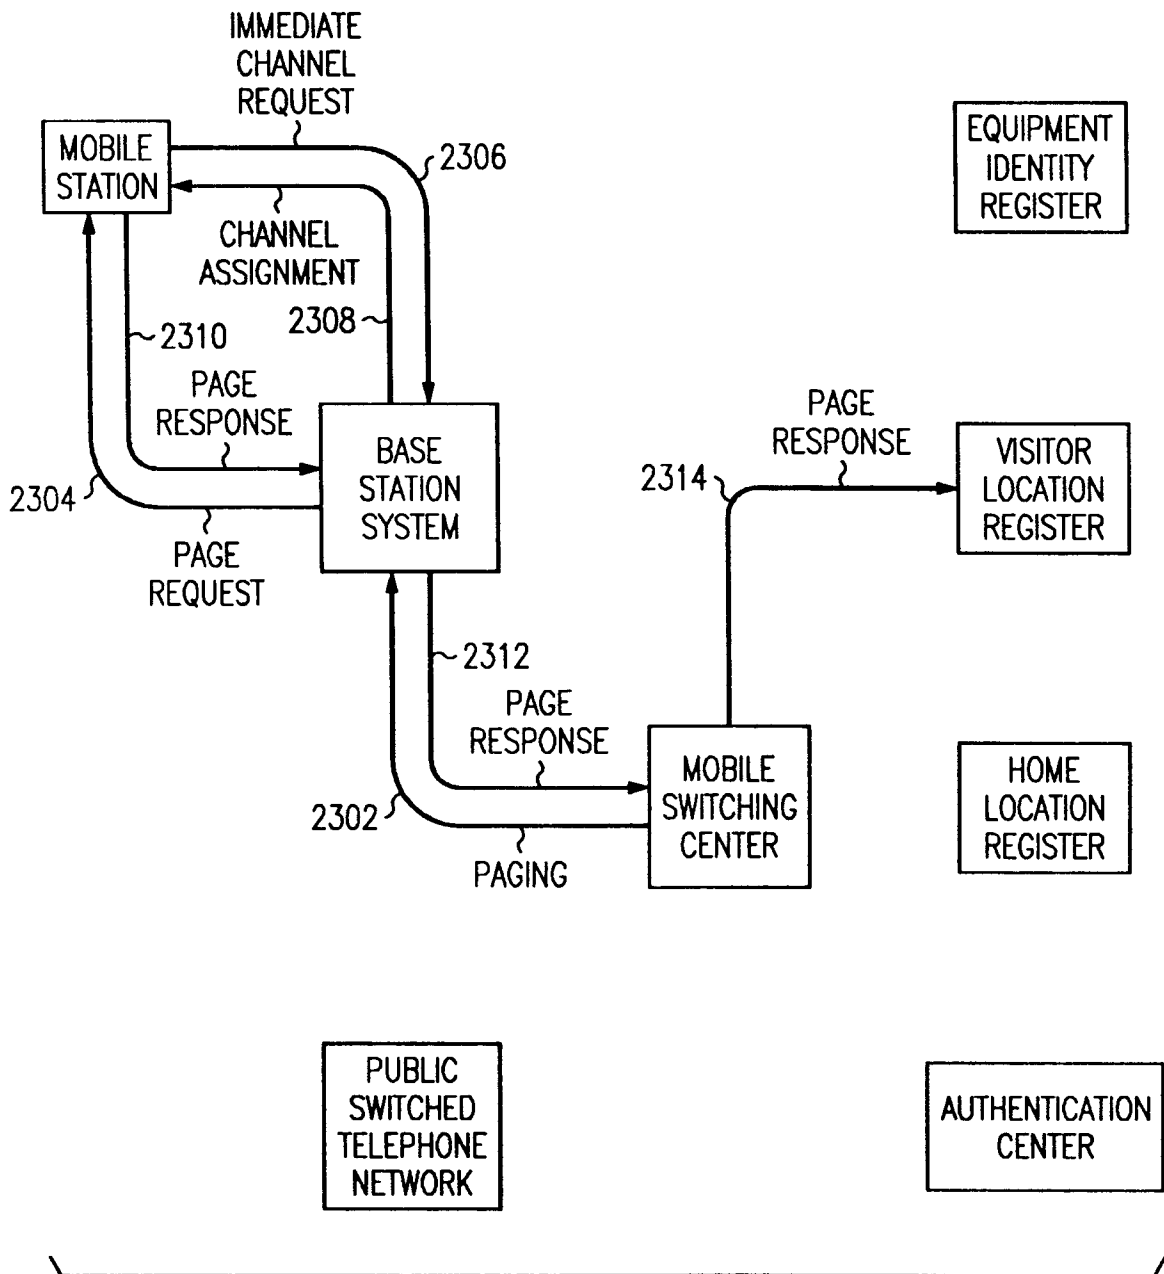 IMMEDIATE
CHANNEL
REQUEST
MOBILE
STATION
2306
EQUIPMENT
IDENTITY
REGISTER
CHANNEL
ASSIGNMENT
2308
2310
PAGE
RESPONSE
2304
PAGE
REQUEST
BASE
STATION
SYSTEM
PAGE
RESPONSE
2314
VISITOR
LOCATION
REGISTER
2312
PAGE
RESPONSE
2302
PAGING
MOBILE
SWITCHING
CENTER
HOME
LOCATION
REGISTER
PUBLIC
SWITCHED
TELEPHONE
NETWORK
AUTHENTICATION
CENTER